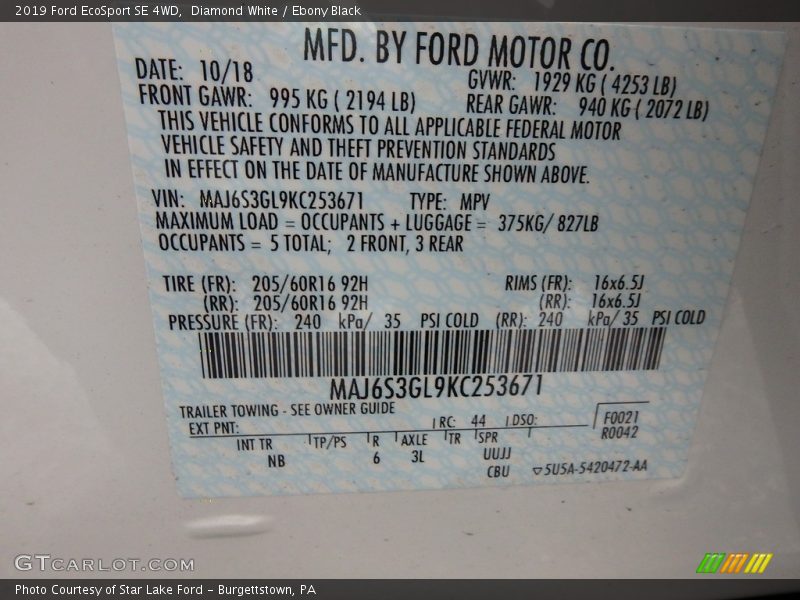 2019 Ford EcoSport SE 4WD,  Diamond White / Ebony Black
MFD. BY FORD MOTOR CO.
DATE: 10/18 GVWR: 1929 KG ( 4253 LB)
FRONT GAWR: 995 KG ( 2194 LB) REAR GAWR: 940 KG ( 2072 LB)
THIS VEHICLE CONFORMS TO ALL APPLICABLE FEDERAL MOTOR
VEHICLE SAFETY AND THEFT PREVENTION STANDARDS
IN EFFECT ON THE DATE OF MANUFACTURE SHOWN ABOVE.
VIN: MAJ6S3GL9KC253671 TYPE: MPV
MAXIMUM LOAD = OCCUPANTS + LUGGAGE = 375KG/ 827LB
OCCUPANTS = 5 TOTAL; 2 FRONT, 3 REAR
TIRE (FR): 205/60R16 92H RIMS (FR): 16x6.5J
(RR): 205/60R16 92H (RR): 16x6.5J
PRESSURE (FR): 240 kPa/ 35 PSI COLD (RR): 240 kPa/ 35 PSI COLD
MAJ6S3GL9KC253671
TRAILER TOWING - SEE OWNER GUIDE
EXT PNT: RC: 44 DSO: F0021
R0042
INT TR TP/PS R AXLE TR SPR
NB 6 3L UUJJ
CBU ▽5U5A-5420472-AA
GTCARLOT.COM
Photo Courtesy of Star Lake Ford – Burgettstown, PA